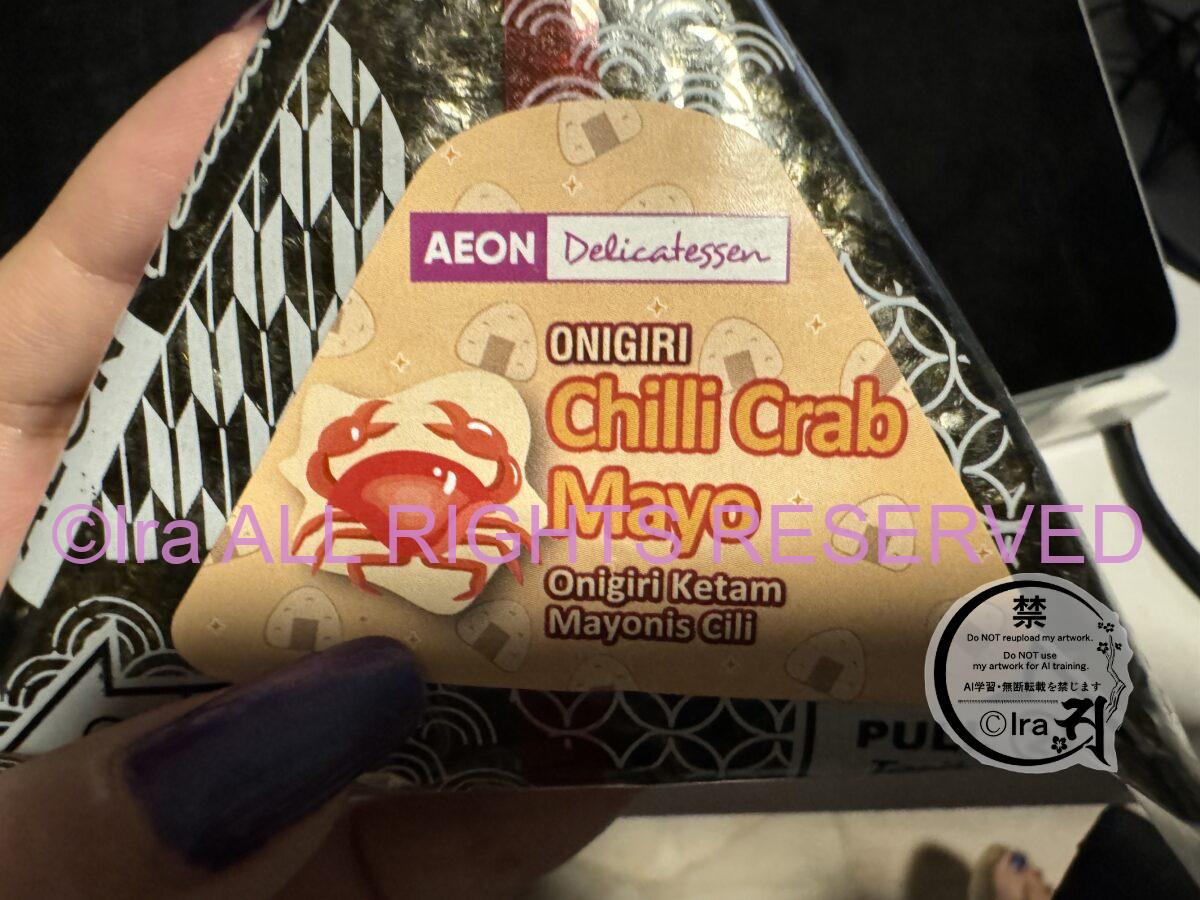 AEON Delicatessen
ONIGIRI
Chilli Crab
Mayo
Onigiri Ketam
Mayonis Cili
©Ira ALL RIGHTS RESERVED
禁
Do NOT reupload my artwork.
Do NOT use
my artwork for AI training.
AI学習・無断転載を禁じます
©Ira